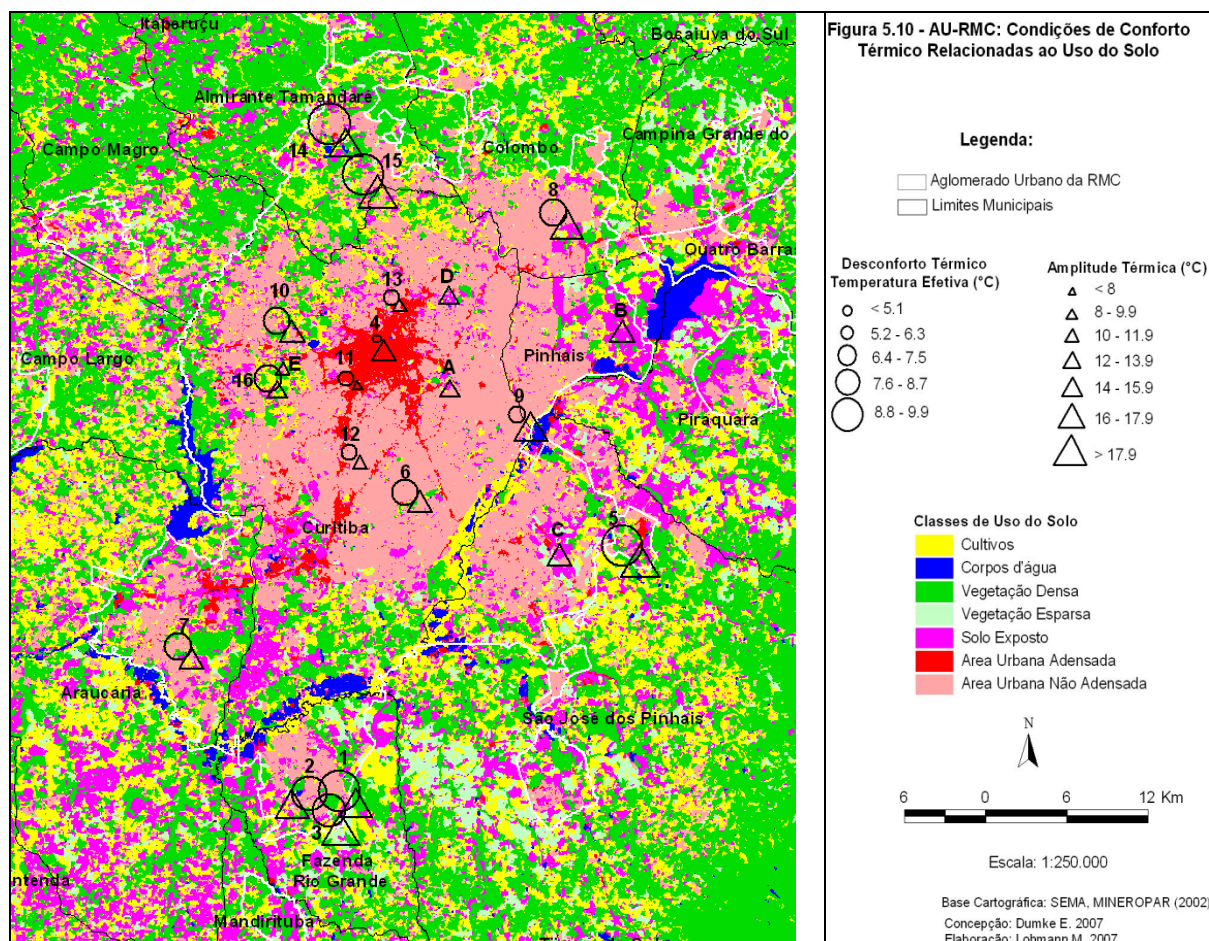 Itaperuçu
Bocaiuva do Sul
Almirante Tamandaré
Campina Grande do
Campo Magro
14
15
Colombo
8
Quatro Barra
13
D
10
4
B
Campo Largo
E
11
Pinhais
16
A
9
Piraquara
12
6
Curitiba
C
5
7
Araucária
São José dos Pinhais
1
2
3
Fazenda
Rio Grande
ntenda
Mandirituba
Figura 5.10 - AU-RMC: Condições de Conforto
Térmico Relacionadas ao Uso do Solo
Legenda:
Aglomerado Urbano da RMC
Limites Municipais
Desconforto Térmico
Temperatura Efetiva (°C)
< 5.1
5.2 - 6.3
6.4 - 7.5
7.6 - 8.7
8.8 - 9.9
Amplitude Térmica (°C)
< 8
8 - 9.9
10 - 11.9
12 - 13.9
14 - 15.9
16 - 17.9
> 17.9
Classes de Uso do Solo
Cultivos
Corpos d'água
Vegetação Densa
Vegetação Esparsa
Solo Exposto
Area Urbana Adensada
Area Urbana Não Adensada
N
6 0 6 12 Km
Escala: 1:250.000
Base Cartográfica: SEMA, MINEROPAR (2002)
Concepção: Dumke E. 2007
Elaboração: Lohmann M. 2007